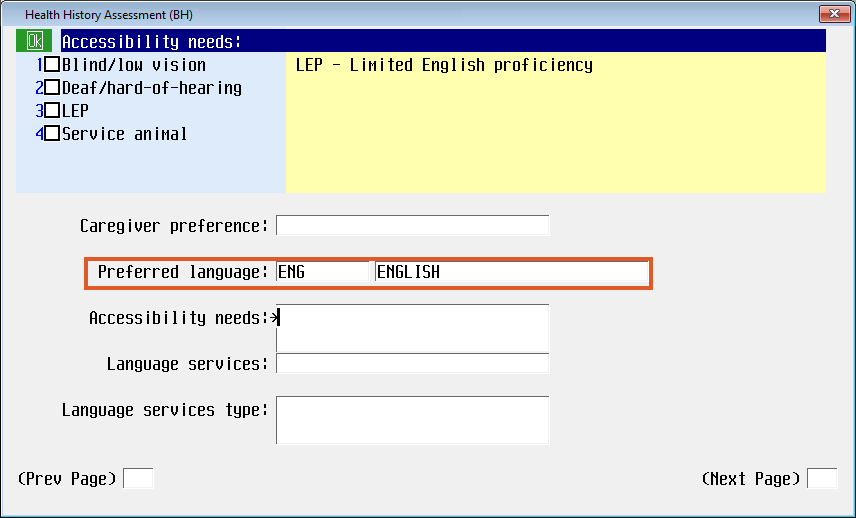 Health History Assessment (BH)
Ok Accessibility needs:
1 Blind/low vision LEP - Limited English proficiency
2 Deaf/hard-of-hearing
3 LEP
4 Service animal
Caregiver preference:
Preferred language: ENG ENGLISH
Accessibility needs:
Language services:
Language services type:
(Prev Page) (Next Page)